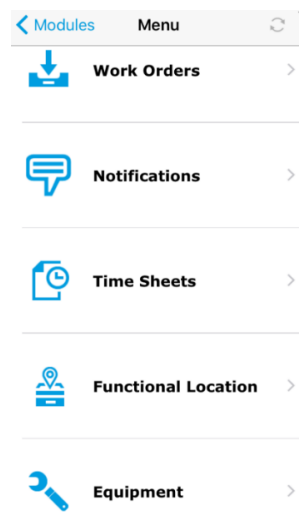 Modules Menu
Work Orders
Notifications
Time Sheets
Functional Location
Equipment